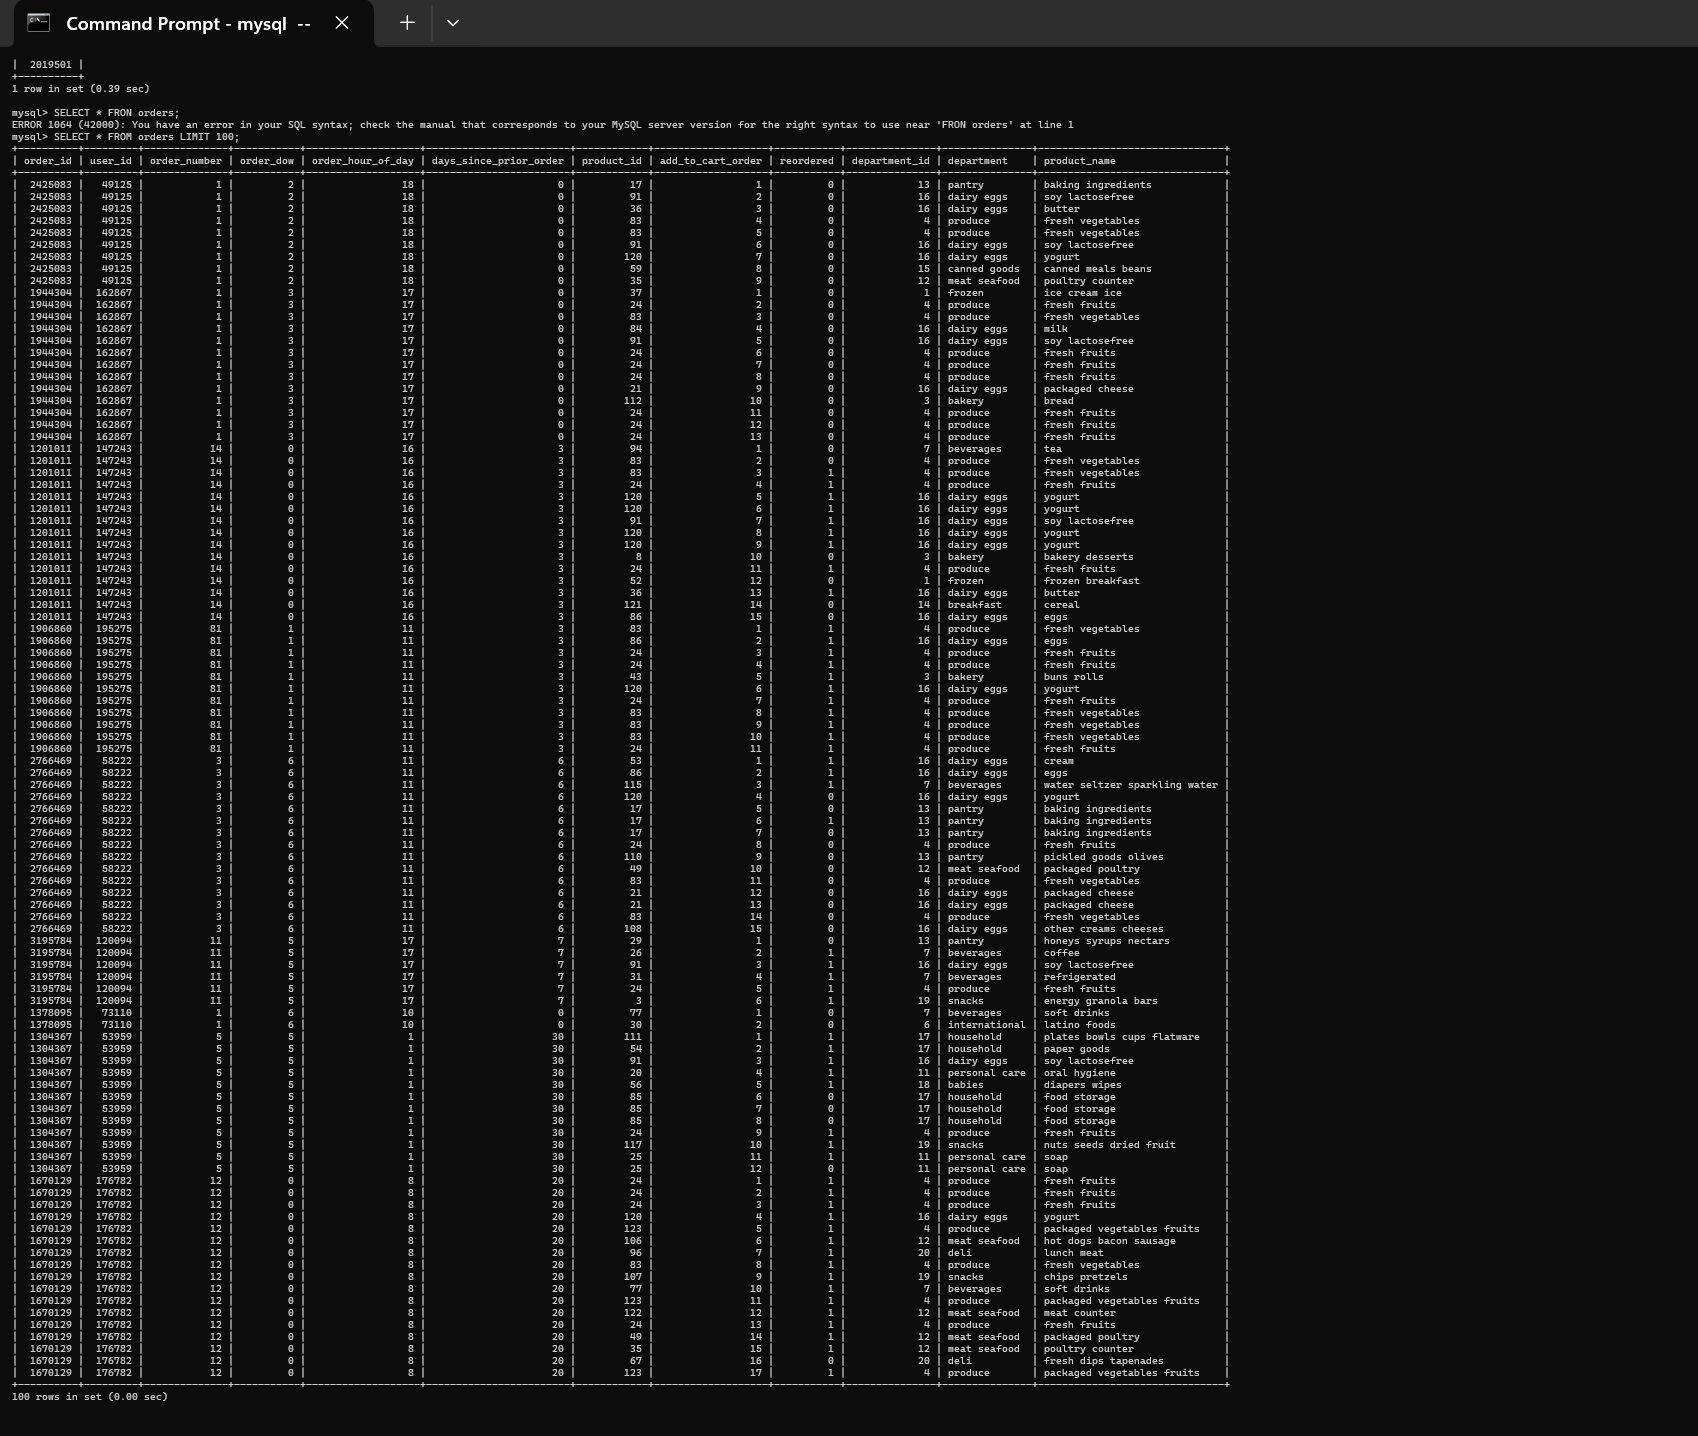 Command Prompt - mysql --
| 2019501 |
+----------+
1 row in set (0.39 sec)
mysql> SELECT * FRON orders;
ERROR 1064 (42000): You have an error in your SQL syntax; check the manual that corresponds to your MySQL server version for the right syntax to use near 'FRON orders' at line 1
mysql> SELECT * FROM orders LIMIT 100;
| order_id | user_id | order_number | order_dow | order_hour_of_day | days_since_prior_order | product_id | add_to_cart_order | reordered | department_id | department | product_name |
| 2425083 | 49125 | 1 | 2 | 18 | 0 | 17 | 1 | 0 | 13 | pantry | baking ingredients |
| 2425083 | 49125 | 1 | 2 | 18 | 0 | 91 | 2 | 0 | 16 | dairy eggs | soy lactosefree |
| 2425083 | 49125 | 1 | 2 | 18 | 0 | 36 | 3 | 0 | 16 | dairy eggs | butter |
| 2425083 | 49125 | 1 | 2 | 18 | 0 | 83 | 4 | 0 | 4 | produce | fresh vegetables |
| 2425083 | 49125 | 1 | 2 | 18 | 0 | 83 | 5 | 0 | 4 | produce | fresh vegetables |
| 2425083 | 49125 | 1 | 2 | 18 | 0 | 91 | 6 | 0 | 16 | dairy eggs | soy lactosefree |
| 2425083 | 49125 | 1 | 2 | 18 | 0 | 120 | 7 | 0 | 16 | dairy eggs | yogurt |
| 2425083 | 49125 | 1 | 2 | 18 | 0 | 59 | 8 | 0 | 15 | canned goods | canned meals beans |
| 2425083 | 49125 | 1 | 2 | 18 | 0 | 35 | 9 | 0 | 12 | meat seafood | poultry counter |
| 1944304 | 162867 | 1 | 3 | 17 | 0 | 37 | 1 | 0 | 1 | frozen | ice cream ice |
| 1944304 | 162867 | 1 | 3 | 17 | 0 | 24 | 2 | 0 | 4 | produce | fresh fruits |
| 1944304 | 162867 | 1 | 3 | 17 | 0 | 83 | 3 | 0 | 4 | produce | fresh vegetables |
| 1944304 | 162867 | 1 | 3 | 17 | 0 | 84 | 4 | 0 | 16 | dairy eggs | milk |
| 1944304 | 162867 | 1 | 3 | 17 | 0 | 91 | 5 | 0 | 16 | dairy eggs | soy lactosefree |
| 1944304 | 162867 | 1 | 3 | 17 | 0 | 24 | 6 | 0 | 4 | produce | fresh fruits |
| 1944304 | 162867 | 1 | 3 | 17 | 0 | 24 | 7 | 0 | 4 | produce | fresh fruits |
| 1944304 | 162867 | 1 | 3 | 17 | 0 | 24 | 8 | 0 | 4 | produce | fresh fruits |
| 1944304 | 162867 | 1 | 3 | 17 | 0 | 21 | 9 | 0 | 16 | dairy eggs | packaged cheese |
| 1944304 | 162867 | 1 | 3 | 17 | 0 | 112 | 10 | 0 | 3 | bakery | bread |
| 1944304 | 162867 | 1 | 3 | 17 | 0 | 24 | 11 | 0 | 4 | produce | fresh fruits |
| 1944304 | 162867 | 1 | 3 | 17 | 0 | 24 | 12 | 0 | 4 | produce | fresh fruits |
| 1944304 | 162867 | 1 | 3 | 17 | 0 | 24 | 13 | 0 | 4 | produce | fresh fruits |
| 1201011 | 147243 | 14 | 0 | 16 | 3 | 94 | 1 | 0 | 7 | beverages | tea |
| 1201011 | 147243 | 14 | 0 | 16 | 3 | 83 | 2 | 0 | 4 | produce | fresh vegetables |
| 1201011 | 147243 | 14 | 0 | 16 | 3 | 83 | 3 | 1 | 4 | produce | fresh vegetables |
| 1201011 | 147243 | 14 | 0 | 16 | 3 | 24 | 4 | 1 | 4 | produce | fresh fruits |
| 1201011 | 147243 | 14 | 0 | 16 | 3 | 120 | 5 | 1 | 16 | dairy eggs | yogurt |
| 1201011 | 147243 | 14 | 0 | 16 | 3 | 120 | 6 | 1 | 16 | dairy eggs | yogurt |
| 1201011 | 147243 | 14 | 0 | 16 | 3 | 91 | 7 | 1 | 16 | dairy eggs | soy lactosefree |
| 1201011 | 147243 | 14 | 0 | 16 | 3 | 120 | 8 | 1 | 16 | dairy eggs | yogurt |
| 1201011 | 147243 | 14 | 0 | 16 | 3 | 120 | 9 | 1 | 16 | dairy eggs | yogurt |
| 1201011 | 147243 | 14 | 0 | 16 | 3 | 8 | 10 | 0 | 3 | bakery | bakery desserts |
| 1201011 | 147243 | 14 | 0 | 16 | 3 | 24 | 11 | 1 | 4 | produce | fresh fruits |
| 1201011 | 147243 | 14 | 0 | 16 | 3 | 52 | 12 | 0 | 1 | frozen | frozen breakfast |
| 1201011 | 147243 | 14 | 0 | 16 | 3 | 36 | 13 | 1 | 16 | dairy eggs | butter |
| 1201011 | 147243 | 14 | 0 | 16 | 3 | 121 | 14 | 0 | 14 | breakfast | cereal |
| 1201011 | 147243 | 14 | 0 | 16 | 3 | 86 | 15 | 0 | 16 | dairy eggs | eggs |
| 1906860 | 195275 | 81 | 1 | 11 | 3 | 83 | 1 | 1 | 4 | produce | fresh vegetables |
| 1906860 | 195275 | 81 | 1 | 11 | 3 | 86 | 2 | 1 | 16 | dairy eggs | eggs |
| 1906860 | 195275 | 81 | 1 | 11 | 3 | 24 | 3 | 1 | 4 | produce | fresh fruits |
| 1906860 | 195275 | 81 | 1 | 11 | 3 | 24 | 4 | 1 | 4 | produce | fresh fruits |
| 1906860 | 195275 | 81 | 1 | 11 | 3 | 43 | 5 | 1 | 3 | bakery | buns rolls |
| 1906860 | 195275 | 81 | 1 | 11 | 3 | 120 | 6 | 1 | 16 | dairy eggs | yogurt |
| 1906860 | 195275 | 81 | 1 | 11 | 3 | 24 | 7 | 1 | 4 | produce | fresh fruits |
| 1906860 | 195275 | 81 | 1 | 11 | 3 | 83 | 8 | 1 | 4 | produce | fresh vegetables |
| 1906860 | 195275 | 81 | 1 | 11 | 3 | 83 | 9 | 1 | 4 | produce | fresh vegetables |
| 1906860 | 195275 | 81 | 1 | 11 | 3 | 83 | 10 | 1 | 4 | produce | fresh vegetables |
| 1906860 | 195275 | 81 | 1 | 11 | 3 | 24 | 11 | 1 | 4 | produce | fresh fruits |
| 2766469 | 58222 | 3 | 6 | 11 | 6 | 53 | 1 | 1 | 16 | dairy eggs | cream |
| 2766469 | 58222 | 3 | 6 | 11 | 6 | 86 | 2 | 1 | 16 | dairy eggs | eggs |
| 2766469 | 58222 | 3 | 6 | 11 | 6 | 115 | 3 | 1 | 7 | beverages | water seltzer sparkling water |
| 2766469 | 58222 | 3 | 6 | 11 | 6 | 120 | 4 | 0 | 16 | dairy eggs | yogurt |
| 2766469 | 58222 | 3 | 6 | 11 | 6 | 17 | 5 | 0 | 13 | pantry | baking ingredients |
| 2766469 | 58222 | 3 | 6 | 11 | 6 | 17 | 6 | 1 | 13 | pantry | baking ingredients |
| 2766469 | 58222 | 3 | 6 | 11 | 6 | 17 | 7 | 0 | 13 | pantry | baking ingredients |
| 2766469 | 58222 | 3 | 6 | 11 | 6 | 24 | 8 | 0 | 4 | produce | fresh fruits |
| 2766469 | 58222 | 3 | 6 | 11 | 6 | 110 | 9 | 0 | 13 | pantry | pickled goods olives |
| 2766469 | 58222 | 3 | 6 | 11 | 6 | 49 | 10 | 0 | 12 | meat seafood | packaged poultry |
| 2766469 | 58222 | 3 | 6 | 11 | 6 | 83 | 11 | 0 | 4 | produce | fresh vegetables |
| 2766469 | 58222 | 3 | 6 | 11 | 6 | 21 | 12 | 0 | 16 | dairy eggs | packaged cheese |
| 2766469 | 58222 | 3 | 6 | 11 | 6 | 21 | 13 | 0 | 16 | dairy eggs | packaged cheese |
| 2766469 | 58222 | 3 | 6 | 11 | 6 | 83 | 14 | 0 | 4 | produce | fresh vegetables |
| 2766469 | 58222 | 3 | 6 | 11 | 6 | 108 | 15 | 0 | 16 | dairy eggs | other creams cheeses |
| 3195784 | 120094 | 11 | 5 | 17 | 7 | 29 | 1 | 0 | 13 | pantry | honeys syrups nectars |
| 3195784 | 120094 | 11 | 5 | 17 | 7 | 26 | 2 | 1 | 7 | beverages | coffee |
| 3195784 | 120094 | 11 | 5 | 17 | 7 | 91 | 3 | 1 | 16 | dairy eggs | soy lactosefree |
| 3195784 | 120094 | 11 | 5 | 17 | 7 | 31 | 4 | 1 | 7 | beverages | refrigerated |
| 3195784 | 120094 | 11 | 5 | 17 | 7 | 24 | 5 | 1 | 4 | produce | fresh fruits |
| 3195784 | 120094 | 11 | 5 | 17 | 7 | 3 | 6 | 1 | 19 | snacks | energy granola bars |
| 1378095 | 73110 | 1 | 6 | 10 | 0 | 77 | 1 | 0 | 7 | beverages | soft drinks |
| 1378095 | 73110 | 1 | 6 | 10 | 0 | 30 | 2 | 0 | 6 | international | latino foods |
| 1304367 | 53959 | 5 | 5 | 1 | 30 | 111 | 1 | 1 | 17 | household | plates bowls cups flatware |
| 1304367 | 53959 | 5 | 5 | 1 | 30 | 54 | 2 | 1 | 17 | household | paper goods |
| 1304367 | 53959 | 5 | 5 | 1 | 30 | 91 | 3 | 1 | 16 | dairy eggs | soy lactosefree |
| 1304367 | 53959 | 5 | 5 | 1 | 30 | 20 | 4 | 1 | 11 | personal care | oral hygiene |
| 1304367 | 53959 | 5 | 5 | 1 | 30 | 56 | 5 | 1 | 18 | babies | diapers wipes |
| 1304367 | 53959 | 5 | 5 | 1 | 30 | 85 | 6 | 0 | 17 | household | food storage |
| 1304367 | 53959 | 5 | 5 | 1 | 30 | 85 | 7 | 0 | 17 | household | food storage |
| 1304367 | 53959 | 5 | 5 | 1 | 30 | 85 | 8 | 0 | 17 | household | food storage |
| 1304367 | 53959 | 5 | 5 | 1 | 30 | 24 | 9 | 1 | 4 | produce | fresh fruits |
| 1304367 | 53959 | 5 | 5 | 1 | 30 | 117 | 10 | 1 | 19 | snacks | nuts seeds dried fruit |
| 1304367 | 53959 | 5 | 5 | 1 | 30 | 25 | 11 | 1 | 11 | personal care | soap |
| 1304367 | 53959 | 5 | 5 | 1 | 30 | 25 | 12 | 0 | 11 | personal care | soap |
| 1670129 | 176782 | 12 | 0 | 8 | 20 | 24 | 1 | 1 | 4 | produce | fresh fruits |
| 1670129 | 176782 | 12 | 0 | 8 | 20 | 24 | 2 | 1 | 4 | produce | fresh fruits |
| 1670129 | 176782 | 12 | 0 | 8 | 20 | 24 | 3 | 1 | 4 | produce | fresh fruits |
| 1670129 | 176782 | 12 | 0 | 8 | 20 | 120 | 4 | 1 | 16 | dairy eggs | yogurt |
| 1670129 | 176782 | 12 | 0 | 8 | 20 | 123 | 5 | 1 | 4 | produce | packaged vegetables fruits |
| 1670129 | 176782 | 12 | 0 | 8 | 20 | 106 | 6 | 1 | 12 | meat seafood | hot dogs bacon sausage |
| 1670129 | 176782 | 12 | 0 | 8 | 20 | 96 | 7 | 1 | 20 | deli | lunch meat |
| 1670129 | 176782 | 12 | 0 | 8 | 20 | 83 | 8 | 1 | 4 | produce | fresh vegetables |
| 1670129 | 176782 | 12 | 0 | 8 | 20 | 107 | 9 | 1 | 19 | snacks | chips pretzels |
| 1670129 | 176782 | 12 | 0 | 8 | 20 | 77 | 10 | 1 | 7 | beverages | soft drinks |
| 1670129 | 176782 | 12 | 0 | 8 | 20 | 123 | 11 | 1 | 4 | produce | packaged vegetables fruits |
| 1670129 | 176782 | 12 | 0 | 8 | 20 | 122 | 12 | 1 | 12 | meat seafood | meat counter |
| 1670129 | 176782 | 12 | 0 | 8 | 20 | 24 | 13 | 1 | 4 | produce | fresh fruits |
| 1670129 | 176782 | 12 | 0 | 8 | 20 | 49 | 14 | 1 | 12 | meat seafood | packaged poultry |
| 1670129 | 176782 | 12 | 0 | 8 | 20 | 35 | 15 | 1 | 12 | meat seafood | poultry counter |
| 1670129 | 176782 | 12 | 0 | 8 | 20 | 67 | 16 | 0 | 20 | deli | fresh dips tapenades |
| 1670129 | 176782 | 12 | 0 | 8 | 20 | 123 | 17 | 1 | 4 | produce | packaged vegetables fruits |
100 rows in set (0.00 sec)